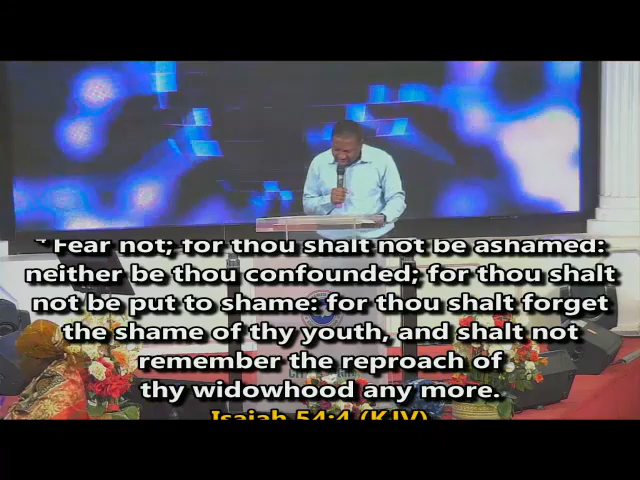 "Fear not; for thou shalt not be ashamed:
neither be thou confounded; for thou shalt
not be put to shame: for thou shalt forget
the shame of thy youth, and shalt not
remember the reproach of
thy widowhood any more.
Isaiah 54:4 (KJV)